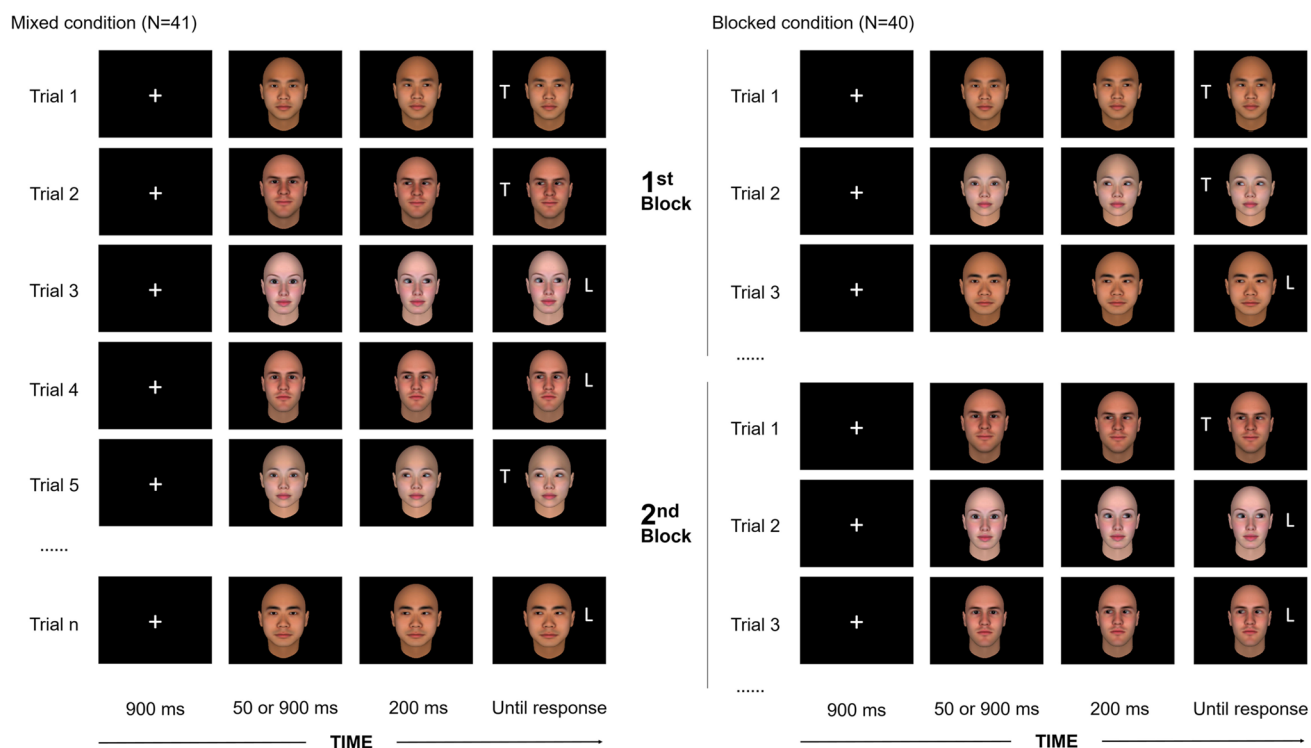 Mixed condition (N=41)
Trial 1
+
T
Trial 2
+
T
Trial 3
+
L
Trial 4
+
L
Trial 5
+
T
......
Trial n
+
L
900 ms
50 or 900 ms
200 ms
Until response
TIME
Blocked condition (N=40)
1st
Block
Trial 1
+
T
Trial 2
+
T
Trial 3
+
L
......
2nd
Block
Trial 1
+
T
Trial 2
+
L
Trial 3
+
L
......
900 ms
50 or 900 ms
200 ms
Until response
TIME